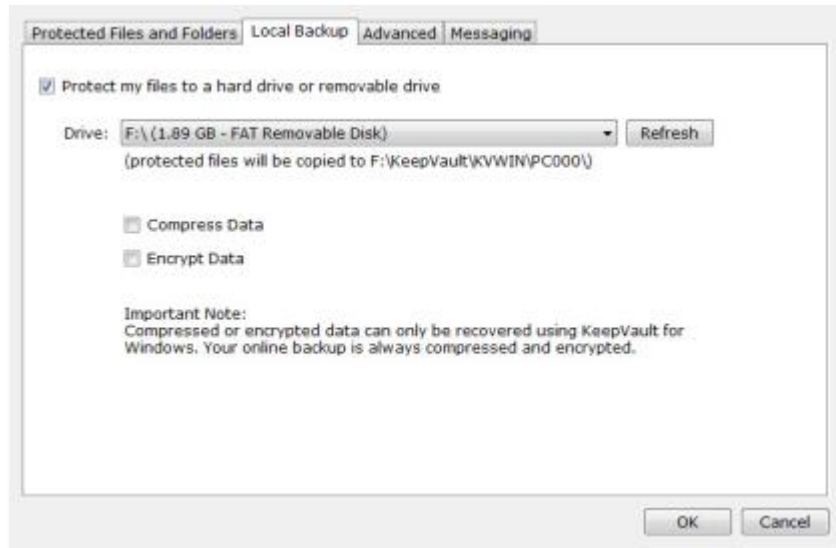 Protected Files and Folders Local Backup Advanced Messaging
Protect my files to a hard drive or removable drive
Drive: F:\ (1.89 GB - FAT Removable Disk) Refresh
(protected files will be copied to F:\KeepVault\KVWIN\PC000\)
Compress Data
Encrypt Data
Important Note:
Compressed or encrypted data can only be recovered using KeepVault for
Windows. Your online backup is always compressed and encrypted.
OK Cancel